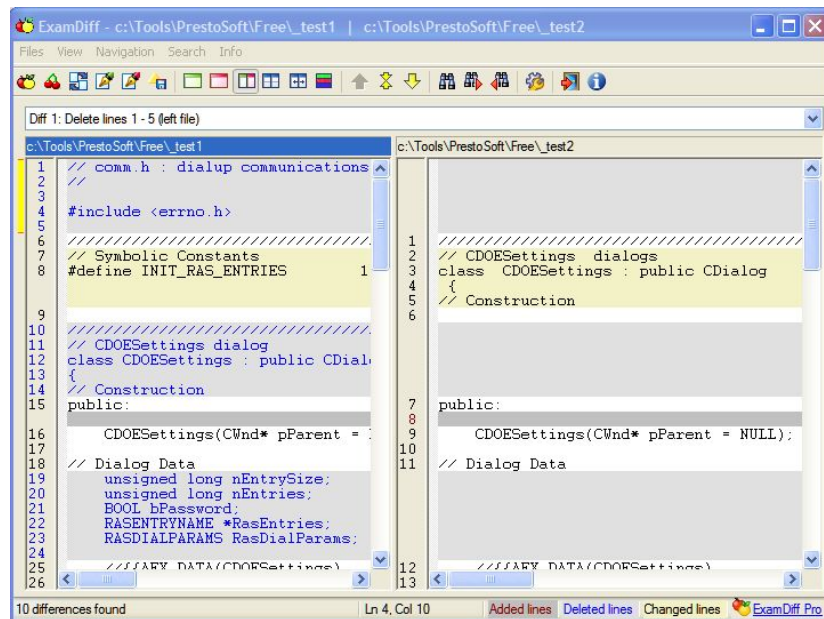 ExamDiff - c:\Tools\PrestoSoft\Free\_test1 | c:\Tools\PrestoSoft\Free\_test2
Files View Navigation Search Info
Diff 1: Delete lines 1 - 5 (left file)
c:\Tools\PrestoSoft\Free\_test1
1 // comm.h : dialup communications
2 //
3
4 #include <errno.h>
5
6 /////////////////////////////////////
7 // Symbolic Constants
8 #define INIT_RAS_ENTRIES 1
9
10 /////////////////////////////////////
11 // CDOESettings dialog
12 class CDOESettings : public CDial
13 {
14 // Construction
15 public:
16 CDOESettings(CWnd* pParent =
17
18 // Dialog Data
19 unsigned long nEntrySize;
20 unsigned long nEntries;
21 BOOL bPassword;
22 RASENTRYNAME *RasEntries;
23 RASDIALPARAMS RasDialParams;
24
25 //{{AFX_DATA(CDOESettings)
26
c:\Tools\PrestoSoft\Free\_test2
1 /////////////////////////////////////
2 // CDOESettings dialogs
3 class CDOESettings : public CDialog
4 {
5 // Construction
6
7 public:
8
9 CDOESettings(CWnd* pParent = NULL);
10
11 // Dialog Data
12 //{{AFX_DATA(CDOESettings)
13
10 differences found Ln 4, Col 10 Added lines Deleted lines Changed lines ExamDiff Pro